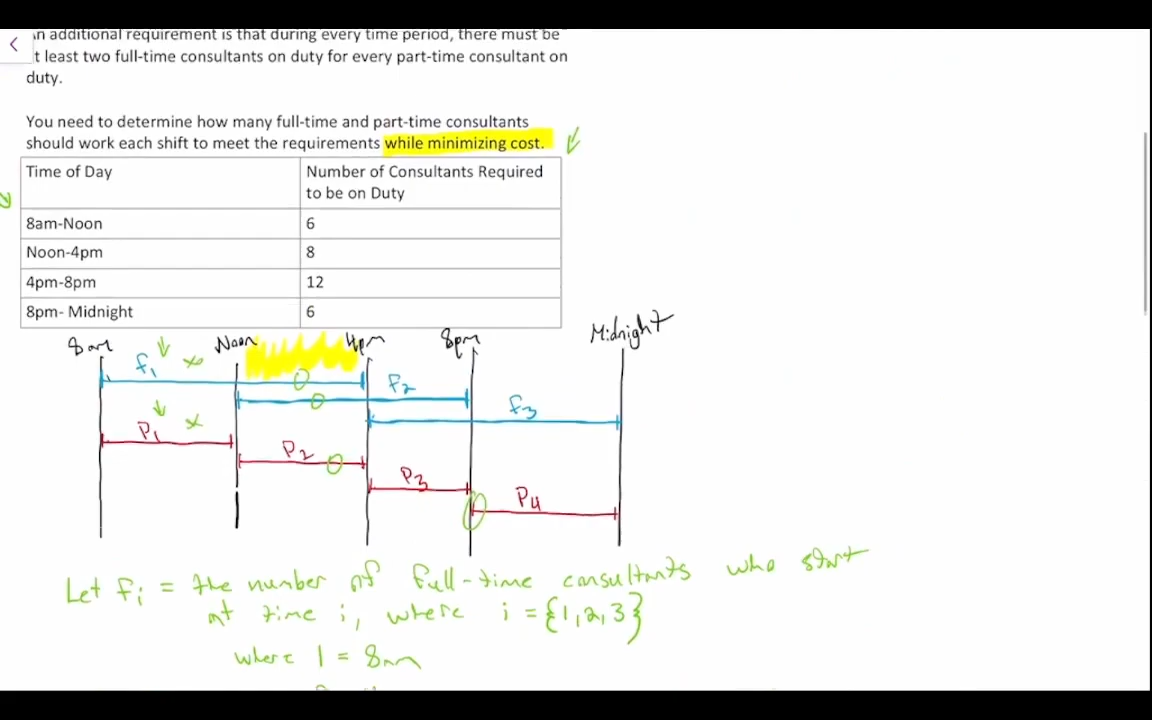 n additional requirement is that during every time period, there must be
t least two full-time consultants on duty for every part-time consultant on
duty.
You need to determine how many full-time and part-time consultants
should work each shift to meet the requirements while minimizing cost.
Time of Day Number of Consultants Required
to be on Duty
8am-Noon 6
Noon-4pm 8
4pm-8pm 12
8pm- Midnight 6
8am Noon 4pm 8pm Midnight
f1
f2
f3
P1
P2
P3
P4
Let fi = the number of full-time consultants who start
at time i, where i = {1,2,3}
where 1 = 8am